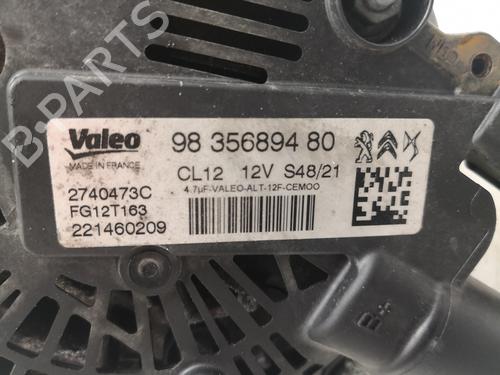 B-PARTS
Valeo
MADE IN FRANCE
98 356894 80
CL12 12V S48/21
4.7µF-VALEO-ALT-12F-CEMOO
2740473C
FG12T163
221460209
B+